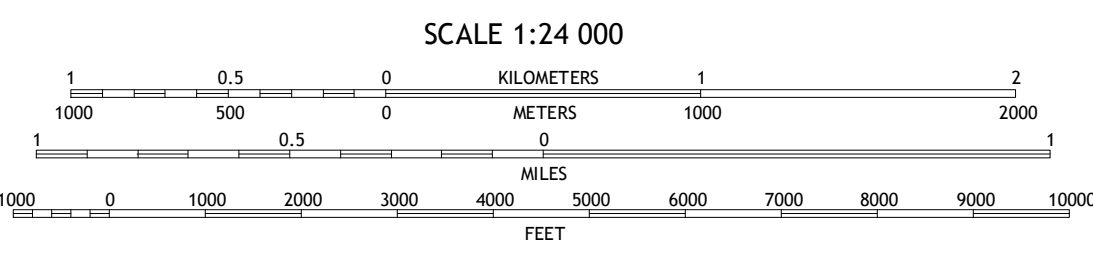 SCALE 1:24 000
1 0.5 0 KILOMETERS 1 2
1000 500 0 METERS 1000 2000
1 0.5 0 1
MILES
1000 0 1000 2000 3000 4000 5000 6000 7000 8000 9000 10000
FEET